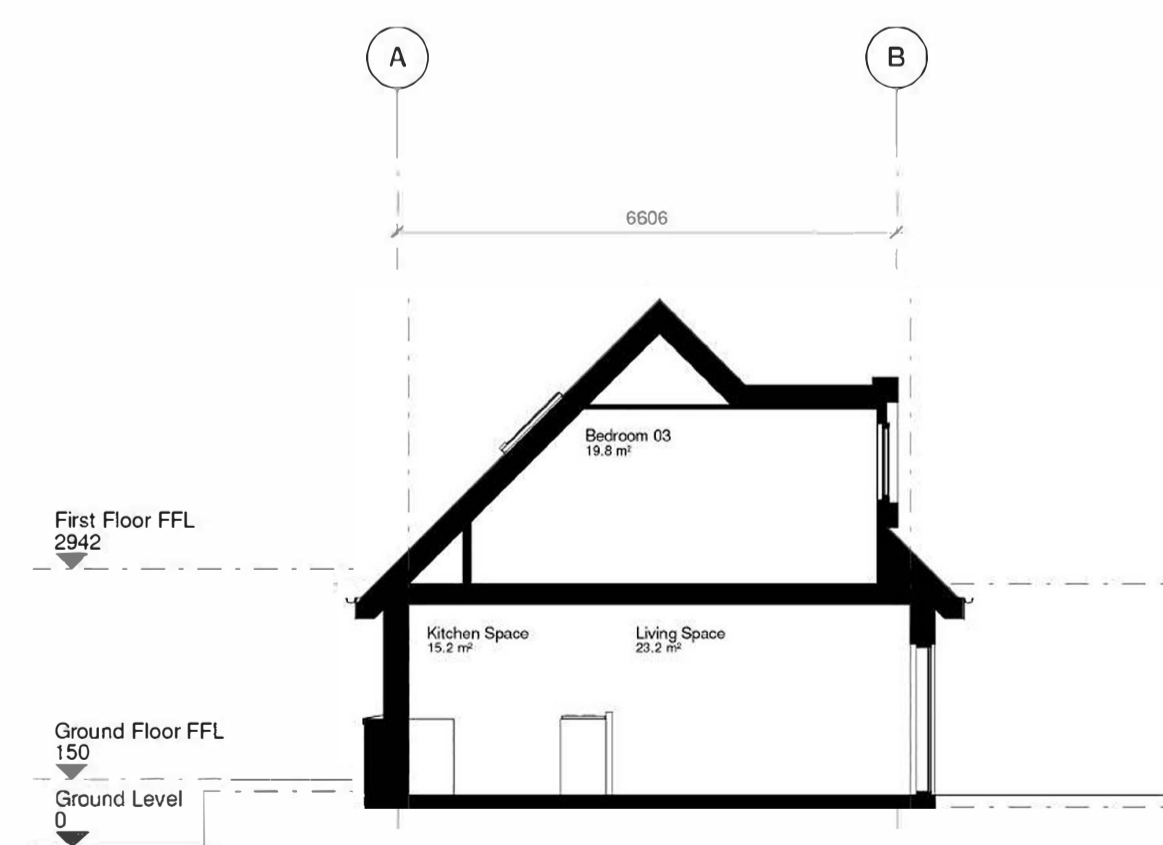 A
B
6606
Bedroom 03
19.8 m²
First Floor FFL
2942
Kitchen Space
15.2 m²
Living Space
23.2 m²
Ground Floor FFL
150
Ground Level
0